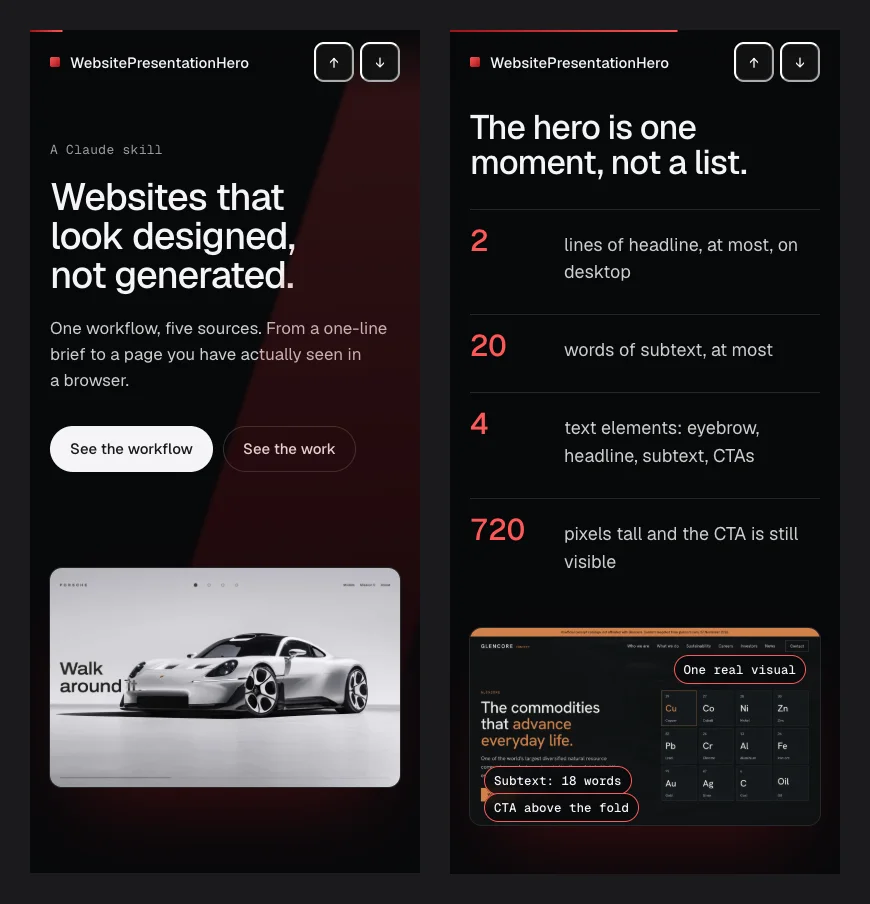 WebsitePresentationHero
↑ ↓
A Claude skill
Websites that
look designed,
not generated.
One workflow, five sources. From a one-line
brief to a page you have actually seen in
a browser.
See the workflow
See the work
PORSCHE
Walk
around it.
WebsitePresentationHero
↑ ↓
The hero is one
moment, not a list.
2
lines of headline, at most, on
desktop
20
words of subtext, at most
4
text elements: eyebrow,
headline, subtext, CTAs
720
pixels tall and the CTA is still
visible
GLENCORE
Who we are What we do Sustainability Careers Investors News Contact
One real visual
GLENCORE
The commodities
that advance
everyday life.
One of the world's largest diversified natural resource
Subtext: 18 words
CTA above the fold
Cu Co Ni Zn
Copper Cobalt Nickel Zinc
Pb Cr Al Fe
Au Ag C Oil